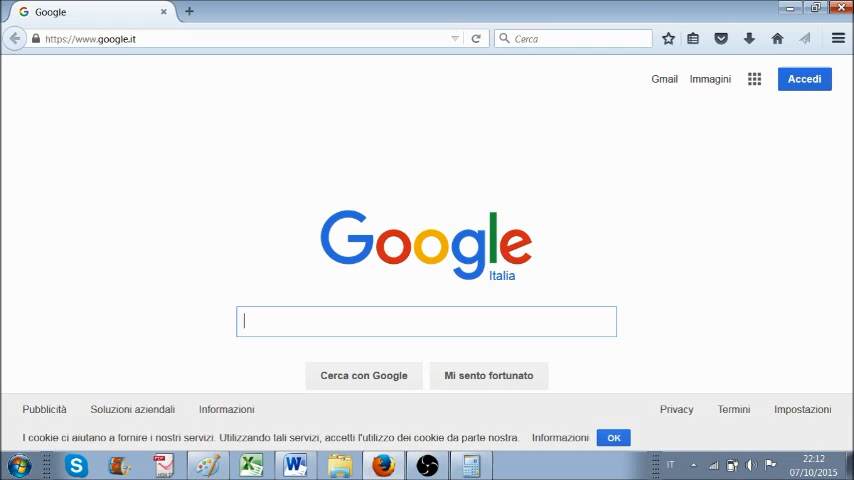 Google
https://www.google.it
Cerca
Gmail Immagini Accedi
Google
Italia
Cerca con Google Mi sento fortunato
Pubblicità Soluzioni aziendali Informazioni Privacy Termini Impostazioni
I cookie ci aiutano a fornire i nostri servizi. Utilizzando tali servizi, accetti l'utilizzo dei cookie da parte nostra. Informazioni OK
IT 22:12
07/10/2015